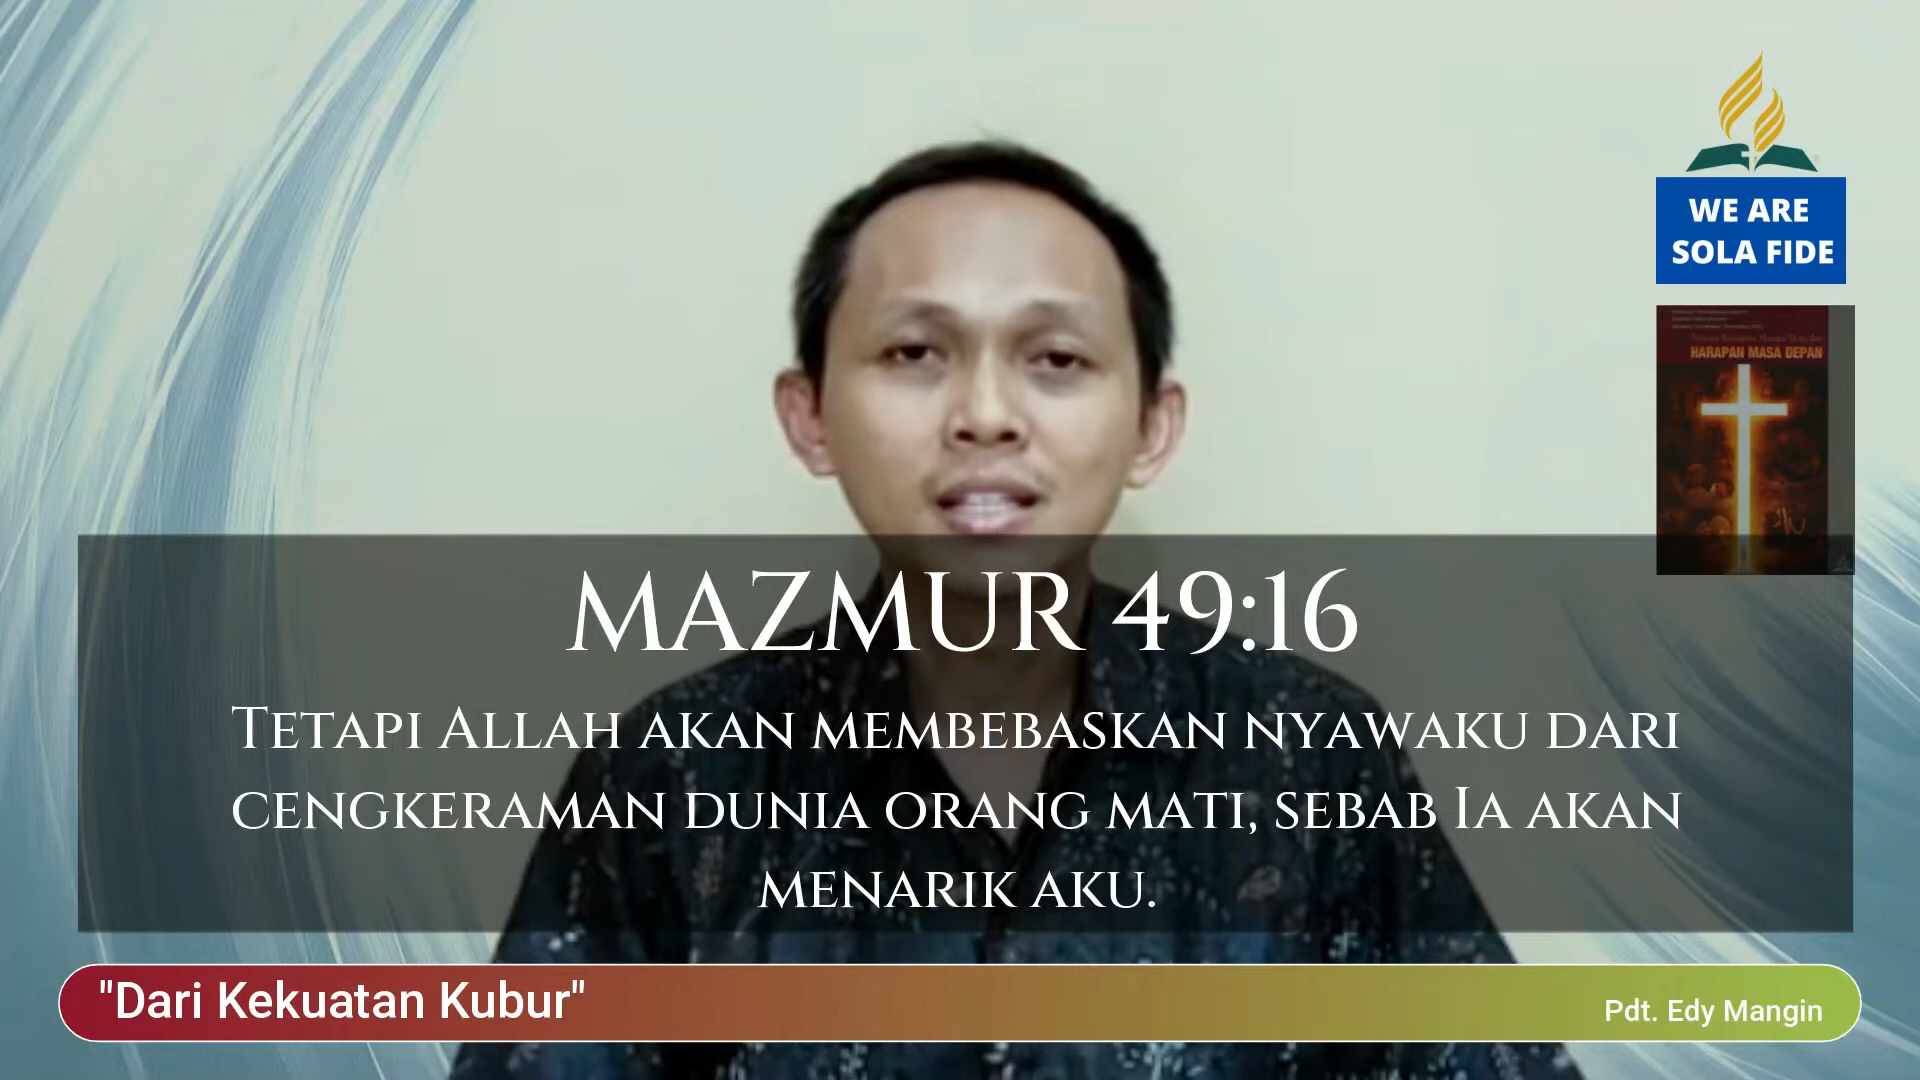 WE ARE
SOLA FIDE
HARAPAN MASA DEPAN
MAZMUR 49:16
Tetapi Allah akan membebaskan nyawaku dari
cengkeraman dunia orang mati, sebab Ia akan
menarik aku.
"Dari Kekuatan Kubur"
Pdt. Edy Mangin